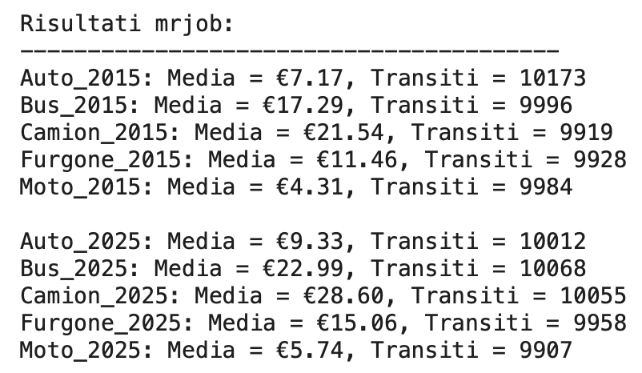 Risultati mrjob:
----------------------------------------
Auto_2015: Media = €7.17, Transiti = 10173
Bus_2015: Media = €17.29, Transiti = 9996
Camion_2015: Media = €21.54, Transiti = 9919
Furgone_2015: Media = €11.46, Transiti = 9928
Moto_2015: Media = €4.31, Transiti = 9984
Auto_2025: Media = €9.33, Transiti = 10012
Bus_2025: Media = €22.99, Transiti = 10068
Camion_2025: Media = €28.60, Transiti = 10055
Furgone_2025: Media = €15.06, Transiti = 9958
Moto_2025: Media = €5.74, Transiti = 9907